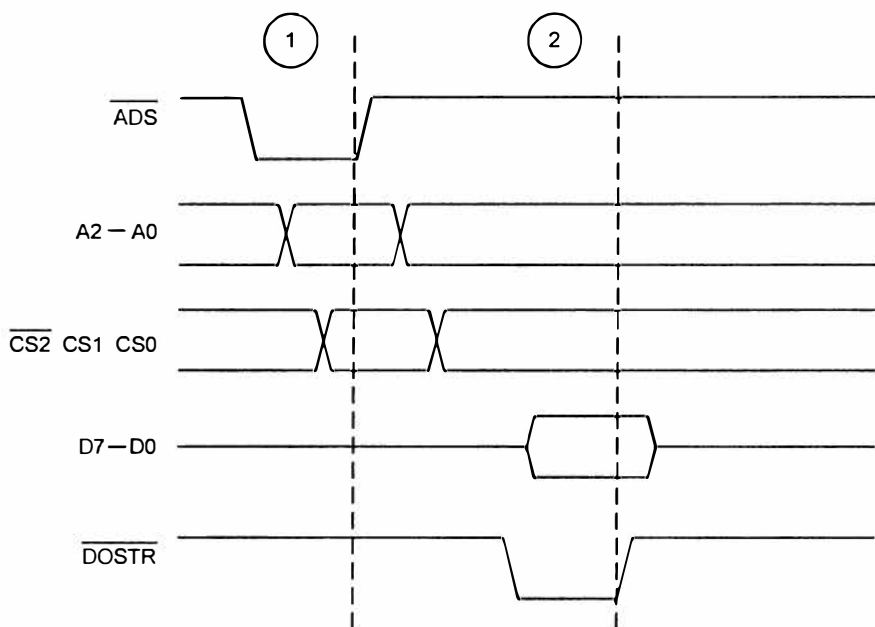 1 2
ADS
A2 — A0
CS2 CS1 CS0
D7 — D0
DOSTR